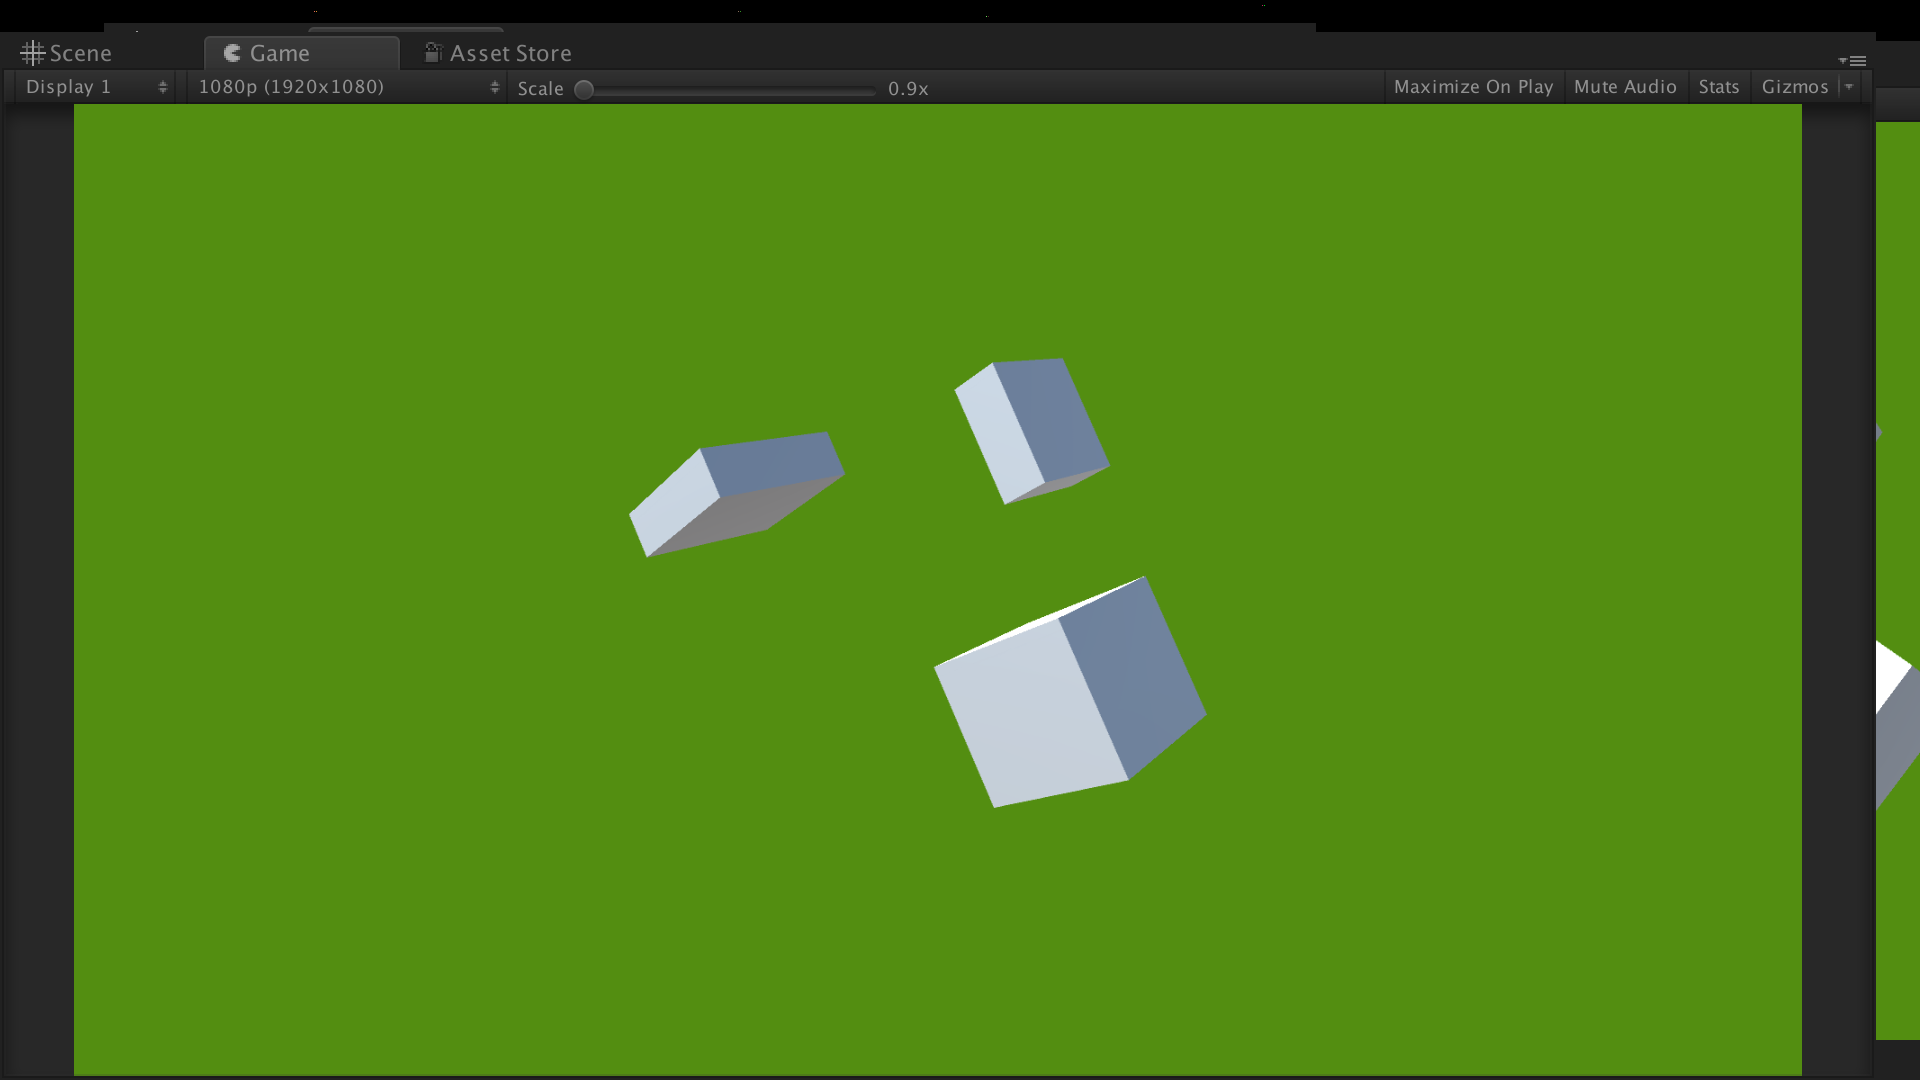 Scene Game Asset Store
Display 1 1080p (1920x1080) Scale 0.9x Maximize On Play Mute Audio Stats Gizmos